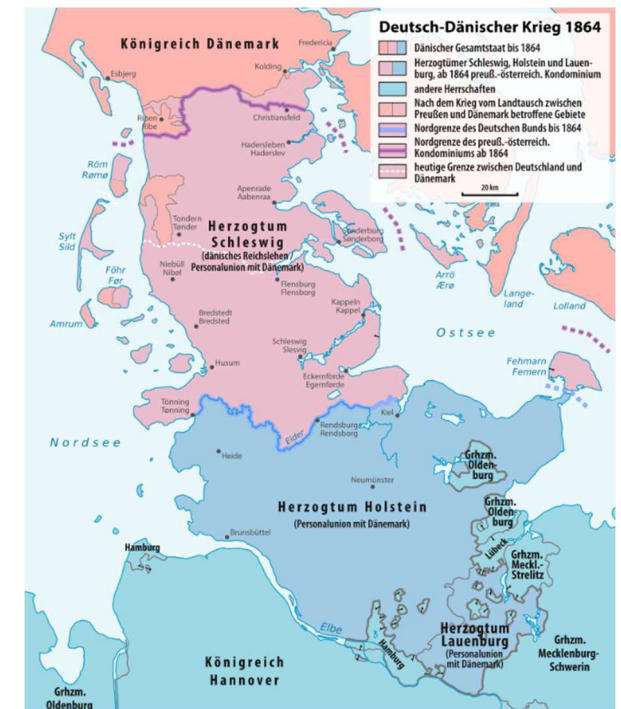 Deutsch-Dänischer Krieg 1864
Dänischer Gesamtstaat bis 1864
Herzogtümer Schleswig, Holstein und Lauen-
burg, ab 1864 preuß.-österreich. Kondominium
andere Herrschaften
Nach dem Krieg vom Landtausch zwischen
Preußen und Dänemark betroffene Gebiete
Nordgrenze des Deutschen Bunds bis 1864
Nordgrenze des preuß.-österreich.
Kondominiums ab 1864
heutige Grenze zwischen Deutschland und
Dänemark
20 km
Königreich Dänemark
Fredericia
Kolding
Esbjerg
Ripen
Ribe
Christiansfeld
Hadersleben
Haderslev
Röm
Rømø
Apenrade
Aabenraa
Tondern
Tønder
Herzogtum
Schleswig
(dänisches Reichslehen /
Personalunion mit Dänemark)
Sonderburg
Sønderborg
Sylt
Sild
Föhr
Før
Niebüll
Nibøl
Flensburg
Flensborg
Arrö
Ærø
Lange-
land
Lolland
Amrum
Bredstedt
Bredsted
Kappeln
Kappel
Ostsee
Schleswig
Slesvig
Husum
Eckernförde
Egernførde
Fehmarn
Femern
Tönning
Tønning
Kiel
Eider
Rendsburg
Rendsborg
Nordsee
Heide
Grhzm.
Olden-
burg
Neumünster
Herzogtum Holstein
(Personalunion mit Dänemark)
Grhzm.
Olden-
burg
Brunsbüttel
Hamburg
Lübeck
Grhzm.
Meckl.-
Strelitz
Elbe
Herzogtum
Lauenburg
(Personalunion
mit Dänemark)
Hamburg
Königreich
Hannover
Grhzm.
Mecklenburg-
Schwerin
Grhzm.
Oldenburg